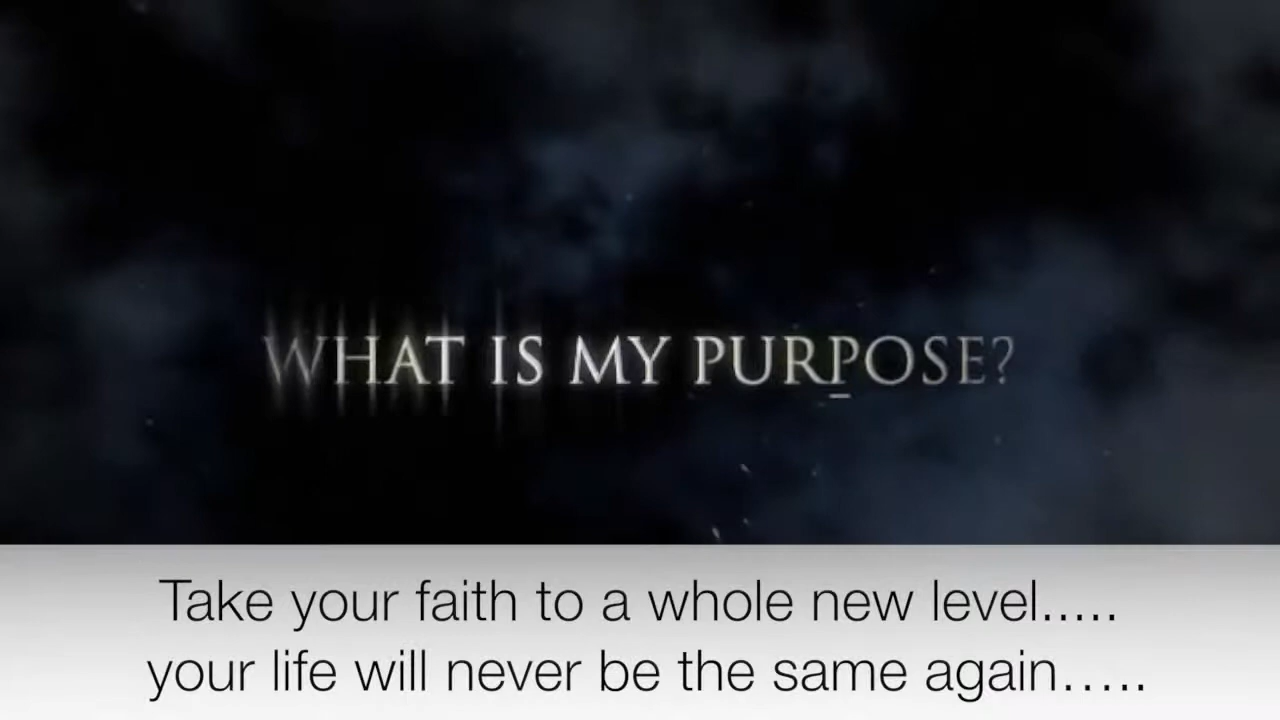 WHAT IS MY PURPOSE?
Take your faith to a whole new level.....
your life will never be the same again.....